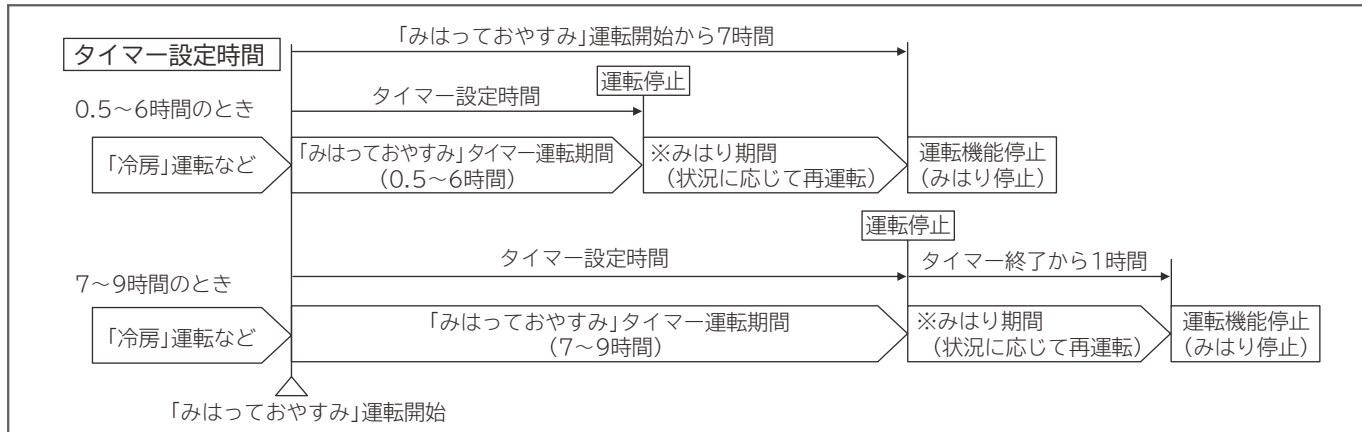 「みはっておやすみ」運転開始から7時間
タイマー設定時間
運転停止
0.5～6時間のとき
タイマー設定時間
「冷房」運転など
「みはっておやすみ」タイマー運転期間
（0.5～6時間）
※みはり期間
（状況に応じて再運転）
運転機能停止
（みはり停止）
運転停止
タイマー設定時間
タイマー終了から1時間
7～9時間のとき
「冷房」運転など
「みはっておやすみ」タイマー運転期間
（7～9時間）
※みはり期間
（状況に応じて再運転）
運転機能停止
（みはり停止）
「みはっておやすみ」運転開始